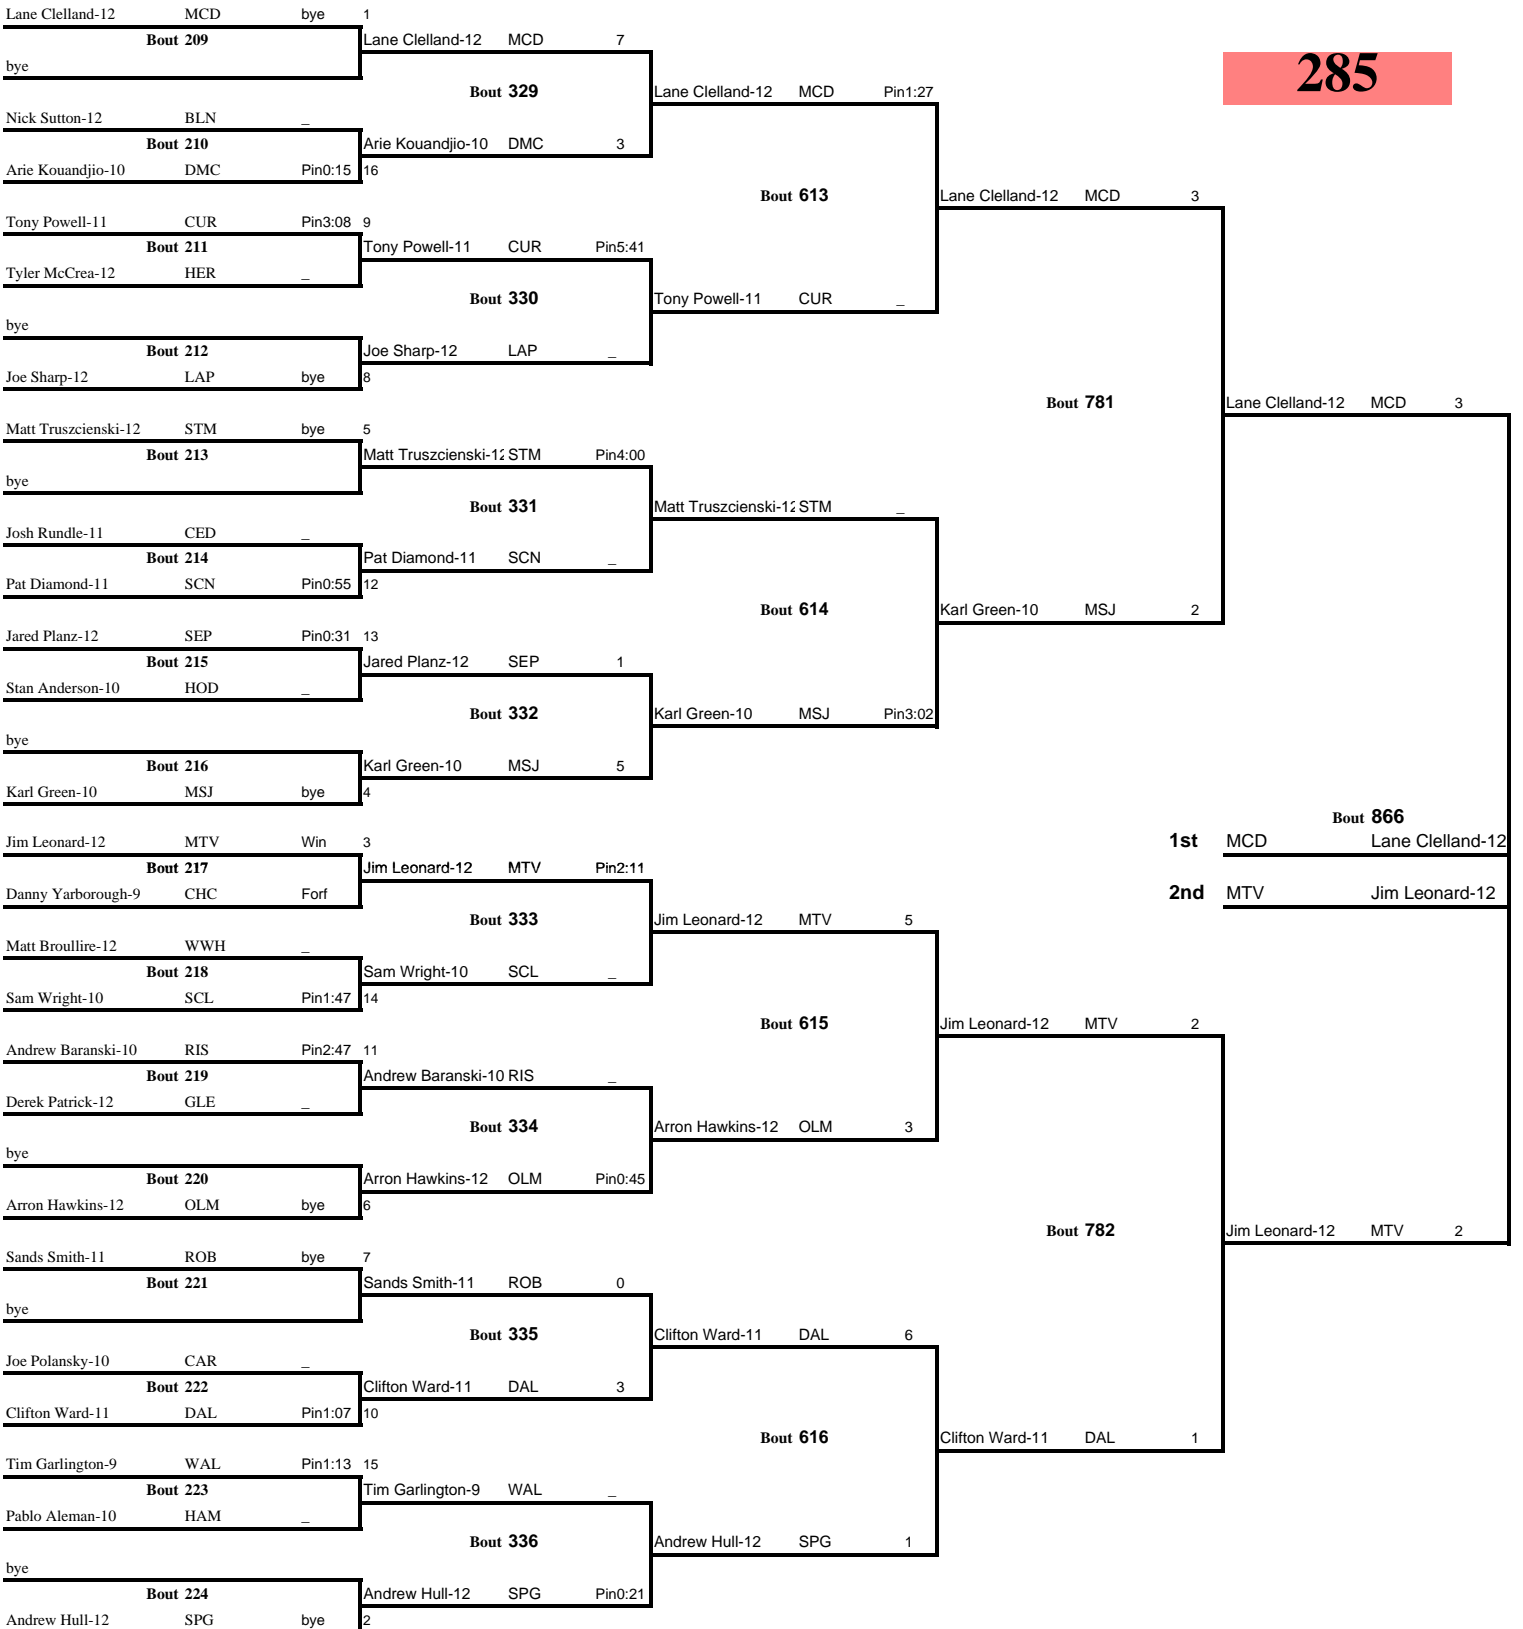 Lane Clelland-12 MCD bye 1
Bout 209 Lane Clelland-12 MCD 7
285
bye
Bout 329 Lane Clelland-12 MCD Pin1:27
Nick Sutton-12 BLN _
Bout 210 Arie Kouandjio-10 DMC 3
Arie Kouandjio-10 DMC Pin0:15 16
Bout 613 Lane Clelland-12 MCD 3
Tony Powell-11 CUR Pin3:08 9
Bout 211 Tony Powell-11 CUR Pin5:41
Tyler McCrea-12 HER _
Bout 330 Tony Powell-11 CUR _
bye
Bout 212 Joe Sharp-12 LAP _
Joe Sharp-12 LAP bye 8
Bout 781 Lane Clelland-12 MCD 3
Matt Truszcienski-12 STM bye 5
Bout 213 Matt Truszcienski-12 STM Pin4:00
bye
Bout 331 Matt Truszcienski-12 STM _
Josh Rundle-11 CED _
Bout 214 Pat Diamond-11 SCN _
Pat Diamond-11 SCN Pin0:55 12
Bout 614 Karl Green-10 MSJ 2
Jared Planz-12 SEP Pin0:31 13
Bout 215 Jared Planz-12 SEP 1
Stan Anderson-10 HOD _
Bout 332 Karl Green-10 MSJ Pin3:02
bye
Bout 216 Karl Green-10 MSJ 5
Karl Green-10 MSJ bye 4
Bout 866
Jim Leonard-12 MTV Win 3
1st MCD Lane Clelland-12
Bout 217 Jim Leonard-12 MTV Pin2:11
Danny Yarborough-9 CHC Forf
2nd MTV Jim Leonard-12
Bout 333 Jim Leonard-12 MTV 5
Matt Broullire-12 WWH _
Bout 218 Sam Wright-10 SCL _
Sam Wright-10 SCL Pin1:47 14
Bout 615 Jim Leonard-12 MTV 2
Andrew Baranski-10 RIS Pin2:47 11
Bout 219 Andrew Baranski-10 RIS _
Derek Patrick-12 GLE _
Bout 334 Arron Hawkins-12 OLM 3
bye
Bout 220 Arron Hawkins-12 OLM Pin0:45
Arron Hawkins-12 OLM bye 6
Bout 782 Jim Leonard-12 MTV 2
Sands Smith-11 ROB bye 7
Bout 221 Sands Smith-11 ROB 0
bye
Bout 335 Clifton Ward-11 DAL 6
Joe Polansky-10 CAR _
Bout 222 Clifton Ward-11 DAL 3
Clifton Ward-11 DAL Pin1:07 10
Bout 616 Clifton Ward-11 DAL 1
Tim Garlington-9 WAL Pin1:13 15
Bout 223 Tim Garlington-9 WAL _
Pablo Aleman-10 HAM _
Bout 336 Andrew Hull-12 SPG 1
bye
Bout 224 Andrew Hull-12 SPG Pin0:21
Andrew Hull-12 SPG bye 2